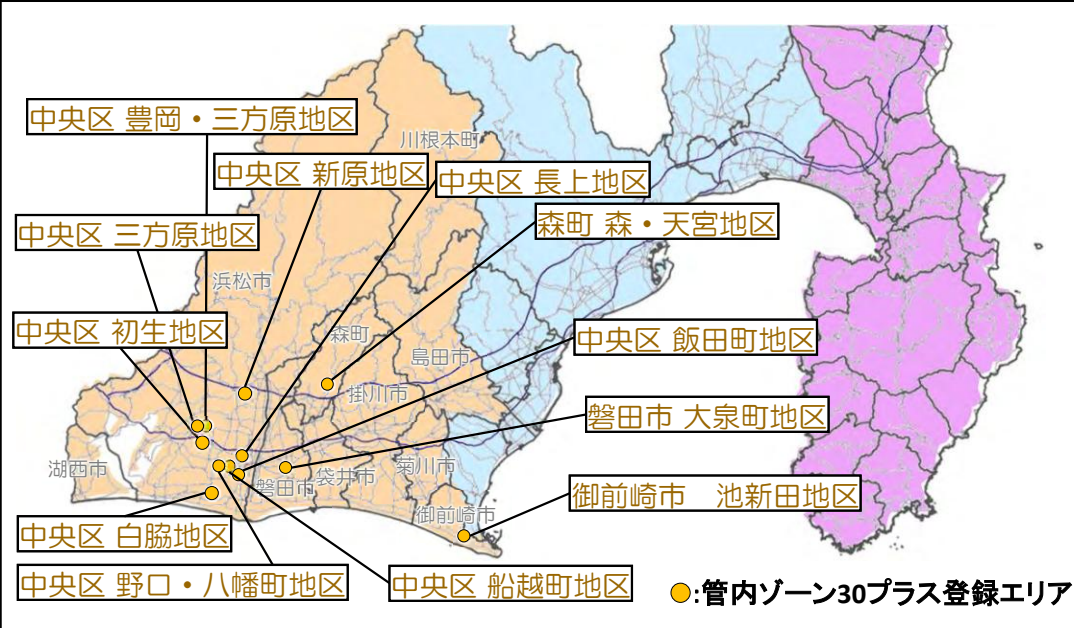 中央区 豊岡・三方原地区
川根本町
中央区 新原地区
中央区 長上地区
森町 森・天宮地区
中央区 三方原地区
浜松市
中央区 初生地区
森町
中央区 飯田町地区
島田市
掛川市
磐田市 大泉町地区
湖西市
菊川市
袋井市
磐田市
御前崎市 池新田地区
御前崎市
中央区 白脇地区
中央区 野口・八幡町地区
中央区 船越町地区
:管内ゾーン30プラス登録エリア